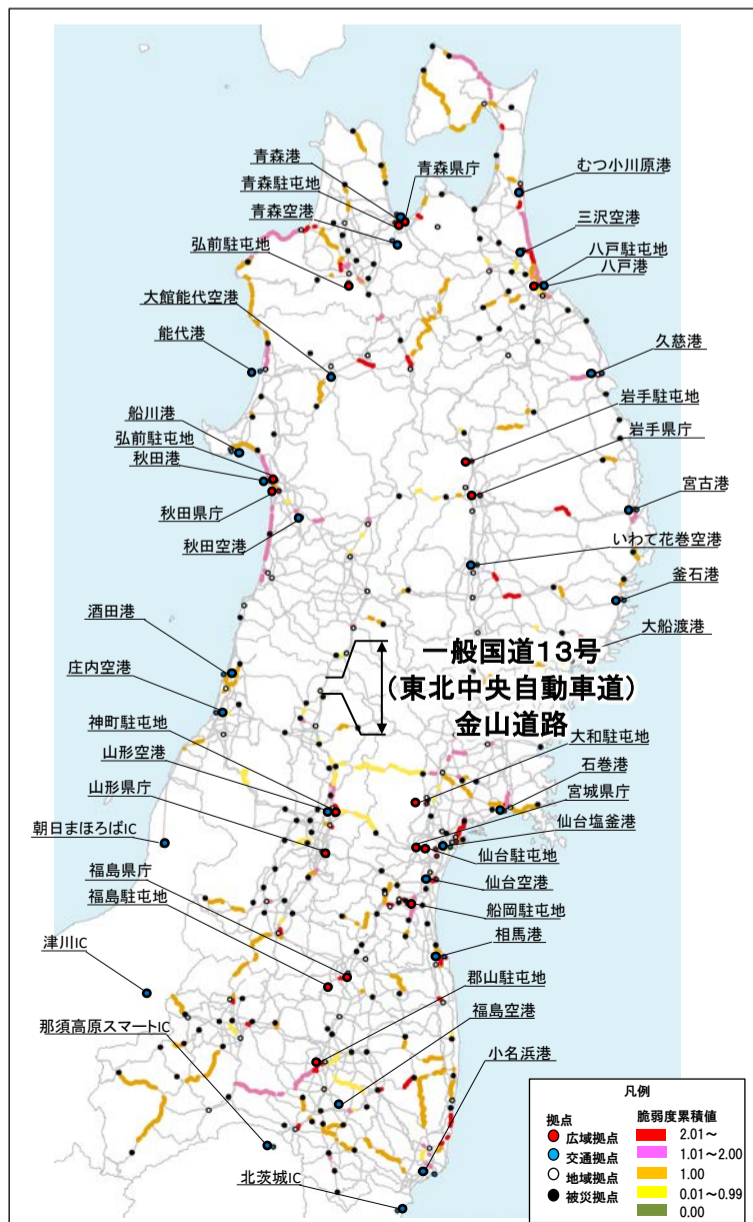 青森港
青森県庁
青森駐屯地
むつ小川原港
青森空港
三沢空港
弘前駐屯地
八戸駐屯地
八戸港
大館能代空港
能代港
久慈港
岩手駐屯地
船川港
岩手県庁
弘前駐屯地
秋田港
宮古港
秋田県庁
秋田空港
いわて花巻空港
釜石港
酒田港
大船渡港
一般国道13号
(東北中央自動車道)
金山道路
庄内空港
神町駐屯地
大和駐屯地
山形空港
石巻港
山形県庁
宮城県庁
朝日まほろばIC
仙台塩釜港
仙台駐屯地
福島県庁
仙台空港
福島駐屯地
船岡駐屯地
相馬港
津川IC
郡山駐屯地
福島空港
那須高原スマートIC
小名浜港
北茨城IC
凡例
拠点
広域拠点
交通拠点
地域拠点
被災拠点
脆弱度累積値
2.01～
1.01～2.00
1.00
0.01～0.99
0.00